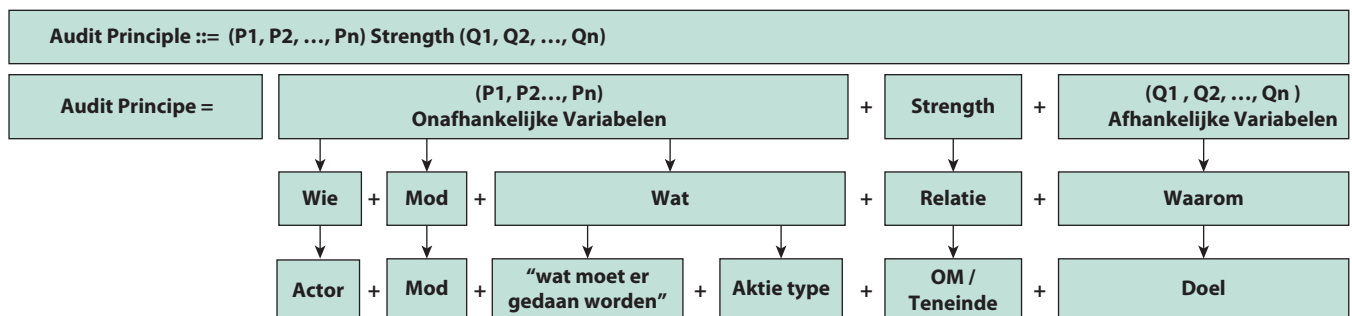 Audit Principle ::= (P1, P2, …, Pn) Strength (Q1, Q2, …, Qn)
Audit Principe =
(P1, P2…, Pn)
Onafhankelijke Variabelen
+
Strength
+
(Q1 , Q2, …, Qn )
Afhankelijke Variabelen
Wie + Mod + Wat + Relatie + Waarom
Actor + Mod +
“wat moet er
gedaan worden”
+ Aktie type +
OM /
Teneinde
+ Doel